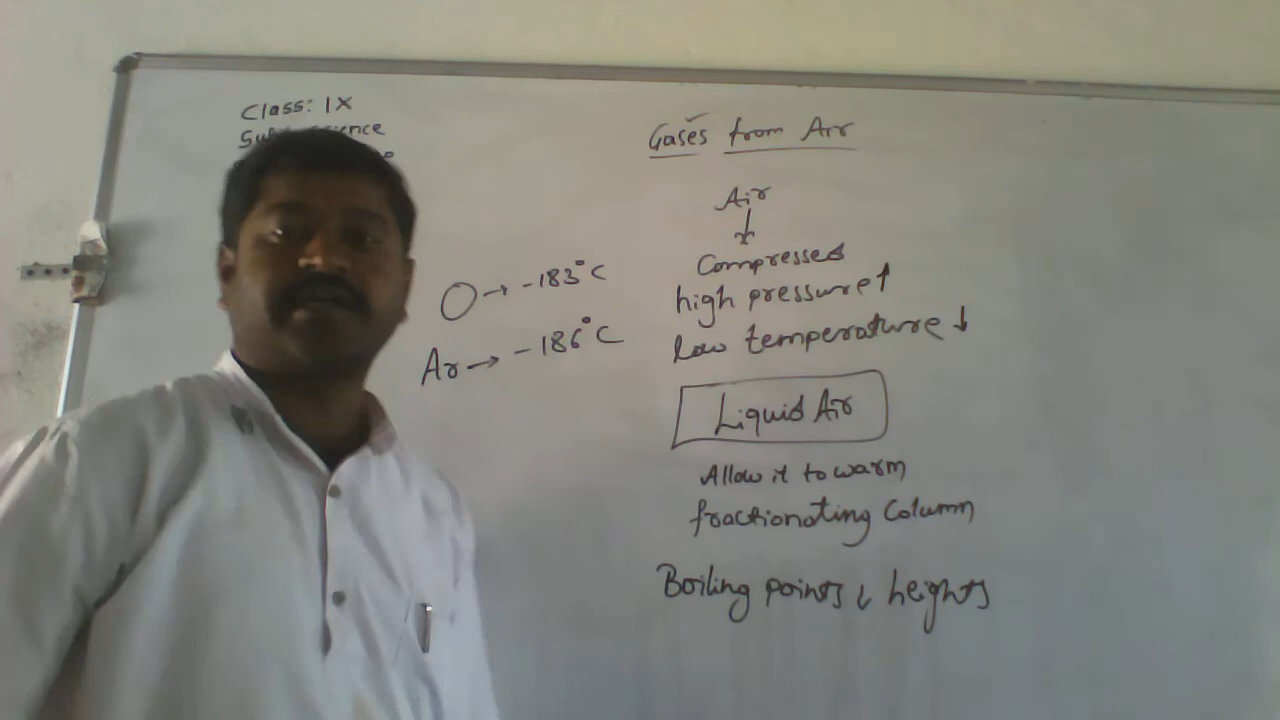 Class: IX
Gases from Air
Air
↓
Compressed
high pressure↑
low temperature ↓
Liquid Air
Allow it to warm
fractionating Column
Boiling points & heights
O → -183°C
Ar → -186°C